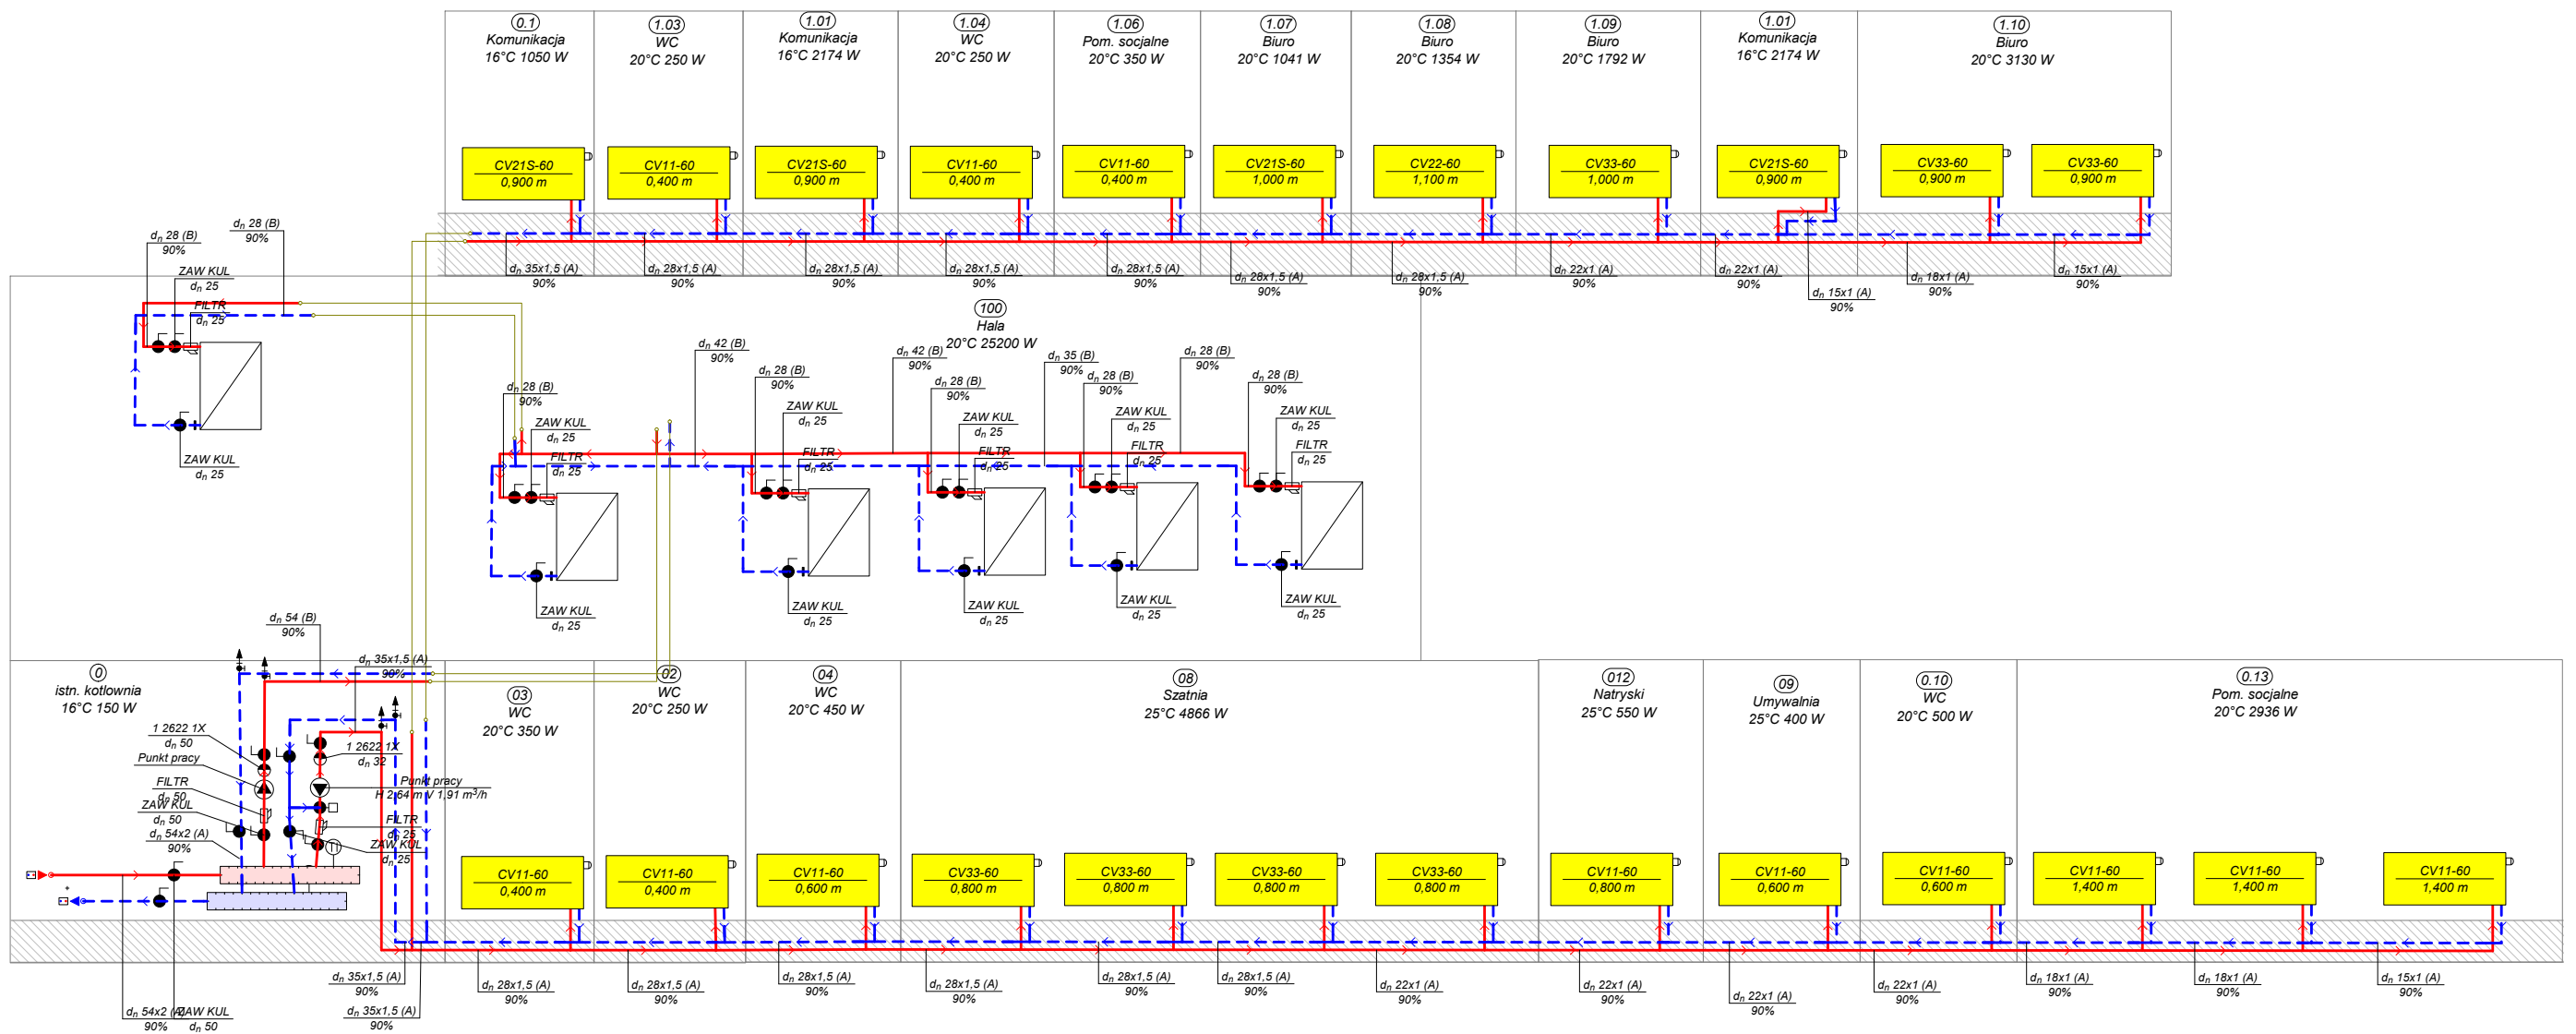 0.1
Komunikacja
16°C 1050 W
1.03
WC
20°C 250 W
1.01
Komunikacja
16°C 2174 W
1.04
WC
20°C 250 W
1.06
Pom. socjalne
20°C 350 W
1.07
Biuro
20°C 1041 W
1.08
Biuro
20°C 1354 W
1.09
Biuro
20°C 1792 W
1.01
Komunikacja
16°C 2174 W
1.10
Biuro
20°C 3130 W
CV21S-60
0,900 m
CV11-60
0,400 m
CV21S-60
0,900 m
CV11-60
0,400 m
CV11-60
0,400 m
CV21S-60
1,000 m
CV22-60
1,100 m
CV33-60
1,000 m
CV21S-60
0,900 m
CV33-60
0,900 m
CV33-60
0,900 m
dn 35x1,5 (A)
90%
dn 28x1,5 (A)
90%
dn 28x1,5 (A)
90%
dn 28x1,5 (A)
90%
dn 28x1,5 (A)
90%
dn 28x1,5 (A)
90%
dn 28x1,5 (A)
90%
dn 22x1 (A)
90%
dn 22x1 (A)
90%
dn 15x1 (A)
90%
dn 18x1 (A)
90%
dn 15x1 (A)
90%
dn 28 (B)
90%
dn 28 (B)
90%
ZAW KUL
dn 25
FILTR
dn 25
ZAW KUL
dn 25
100
Hala
20°C 25200 W
dn 28 (B)
90%
ZAW KUL
dn 25
FILTR
dn 25
ZAW KUL
dn 25
dn 42 (B)
90%
dn 28 (B)
90%
ZAW KUL
dn 25
FILTR
dn 25
ZAW KUL
dn 25
dn 42 (B)
90%
dn 28 (B)
90%
ZAW KUL
dn 25
FILTR
dn 25
ZAW KUL
dn 25
dn 35 (B)
90%
dn 28 (B)
90%
ZAW KUL
dn 25
FILTR
dn 25
ZAW KUL
dn 25
dn 28 (B)
90%
dn 28 (B)
90%
ZAW KUL
dn 25
FILTR
dn 25
ZAW KUL
dn 25
dn 54 (B)
90%
dn 35x1,5 (A)
90%
0
istn. kotlownia
16°C 150 W
1 2622 1X
dn 50
Punkt pracy
FILTR
dn 50
ZAW KUL
dn 50
dn 54x2 (A)
90%
1 2622 1X
dn 32
Punkt pracy
H 2,64 m V 1,91 m³/h
FILTR
dn 25
ZAW KUL
dn 25
dn 54x2 (A)
90%
ZAW KUL
dn 50
dn 35x1,5 (A)
90%
dn 35x1,5 (A)
90%
03
WC
20°C 350 W
02
WC
20°C 250 W
04
WC
20°C 450 W
08
Szatnia
25°C 4866 W
012
Natryski
25°C 550 W
09
Umywalnia
25°C 400 W
0.10
WC
20°C 500 W
0.13
Pom. socjalne
20°C 2936 W
CV11-60
0,400 m
CV11-60
0,400 m
CV11-60
0,600 m
CV33-60
0,800 m
CV33-60
0,800 m
CV33-60
0,800 m
CV33-60
0,800 m
CV11-60
0,800 m
CV11-60
0,600 m
CV11-60
0,600 m
CV11-60
1,400 m
CV11-60
1,400 m
CV11-60
1,400 m
dn 28x1,5 (A)
90%
dn 28x1,5 (A)
90%
dn 28x1,5 (A)
90%
dn 28x1,5 (A)
90%
dn 28x1,5 (A)
90%
dn 28x1,5 (A)
90%
dn 22x1 (A)
90%
dn 22x1 (A)
90%
dn 22x1 (A)
90%
dn 22x1 (A)
90%
dn 18x1 (A)
90%
dn 18x1 (A)
90%
dn 15x1 (A)
90%